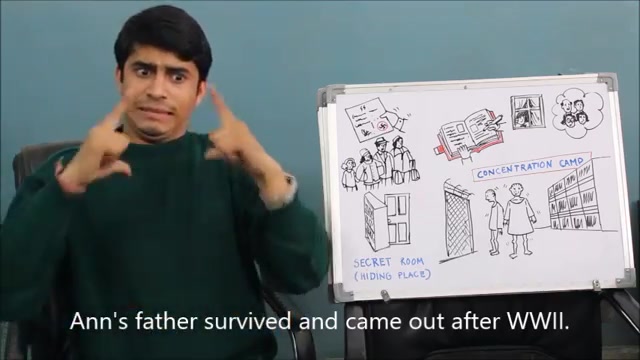 CONCENTRATION CAMP
SECRET ROOM
(HIDING PLACE)
Ann's father survived and came out after WWII.